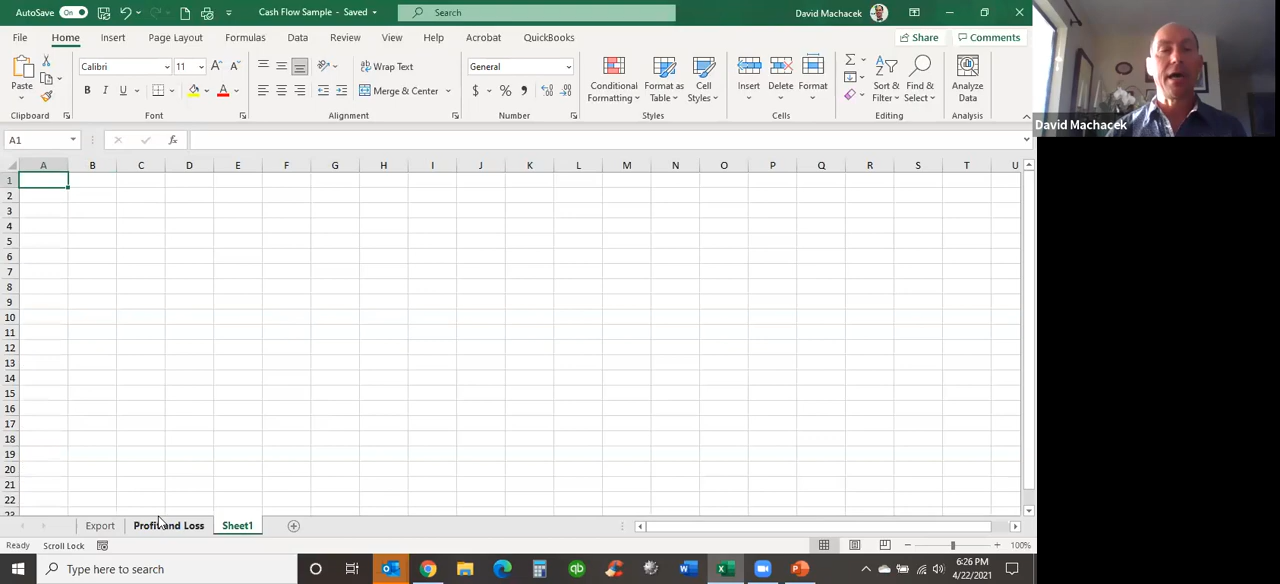 AutoSave On Cash Flow Sample - Saved Search David Machacek
File Home Insert Page Layout Formulas Data Review View Help Acrobat QuickBooks Share Comments
Paste Calibri 11 A A Wrap Text General Conditional Formatting Format as Table Cell Styles Insert Delete Format Sort & Filter Find & Select Analyze Data
B I U A Merge & Center $ % ,
Clipboard Font Alignment Number Styles Cells Editing Analysis
A1 fx
A B C D E F G H I J K L M N O P Q R S T U
1
2
3
4
5
6
7
8
9
10
11
12
13
14
15
16
17
18
19
20
21
22
23
Export Profit and Loss Sheet1
Ready Scroll Lock 100%
Type here to search 6:26 PM
4/22/2021
David Machacek